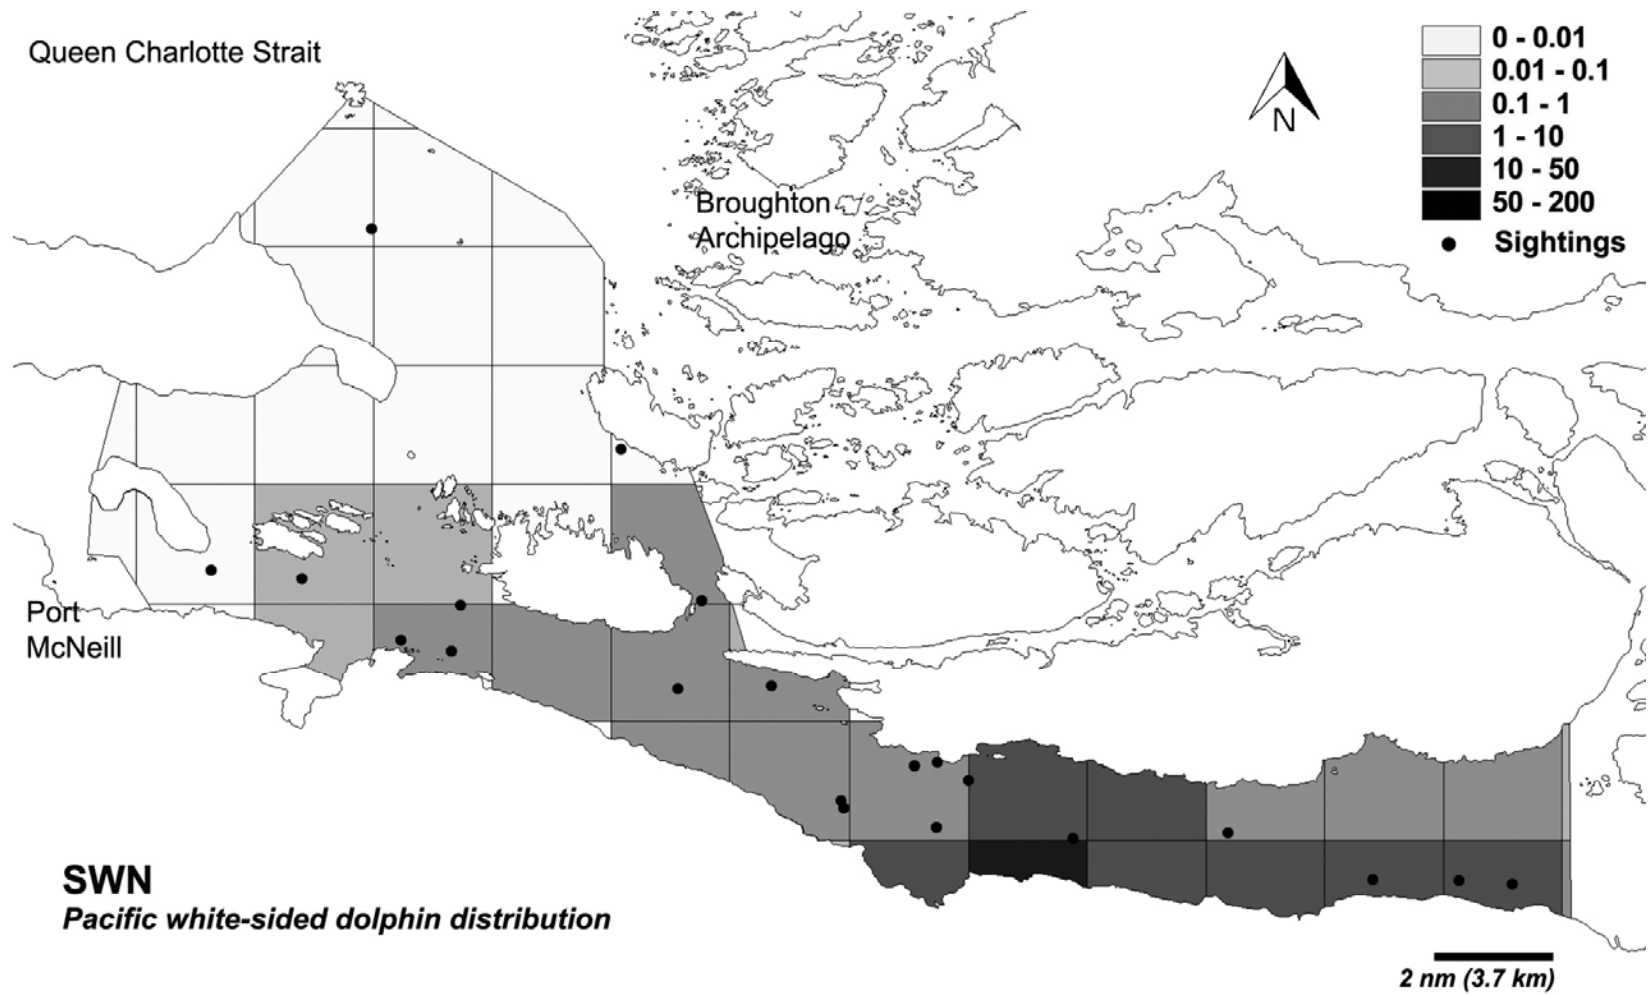 Queen Charlotte Strait
0 - 0.01
0.01 - 0.1
0.1 - 1
1 - 10
10 - 50
50 - 200
Sightings
N
Broughton
Archipelago
Port
McNeill
SWN
Pacific white-sided dolphin distribution
2 nm (3.7 km)